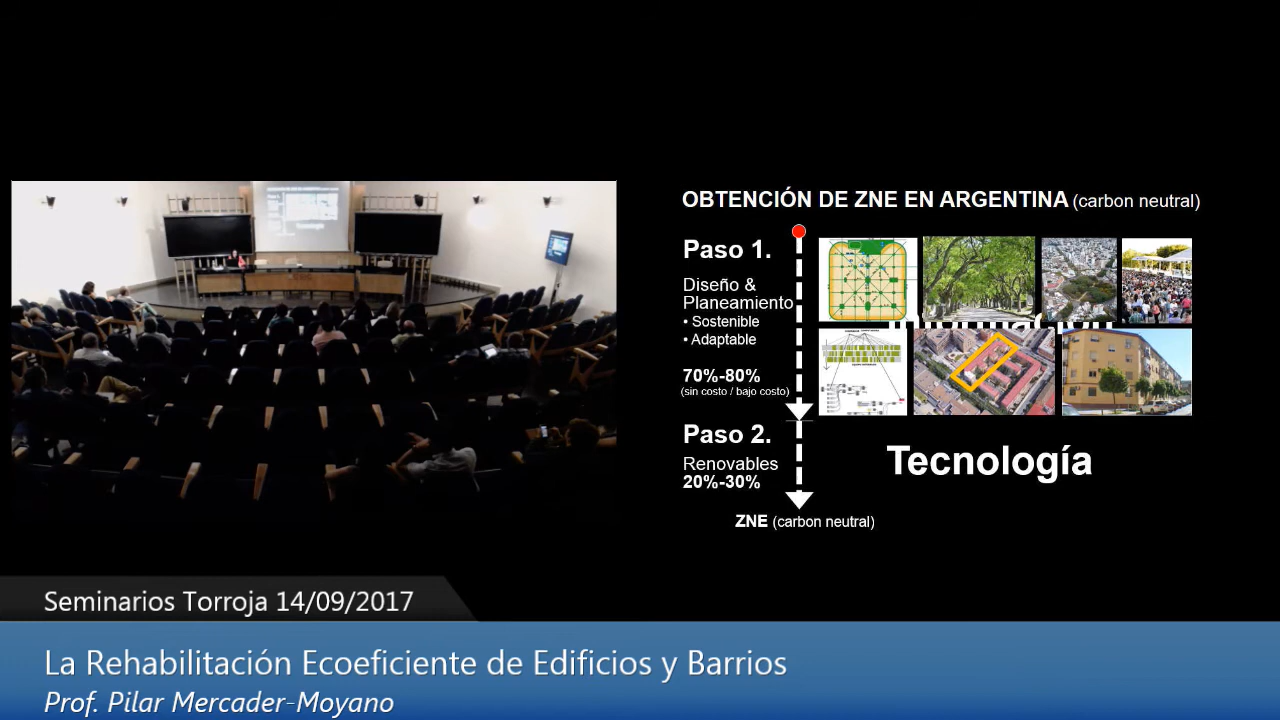 OBTENCIÓN DE ZNE EN ARGENTINA (carbon neutral)
Paso 1.
Diseño &
Planeamiento
• Sostenible
• Adaptable
70%-80%
(sin costo / bajo costo)
Información
Paso 2.
Renovables
20%-30%
Tecnología
ZNE (carbon neutral)
Seminarios Torroja 14/09/2017
La Rehabilitación Ecoeficiente de Edificios y Barrios
Prof. Pilar Mercader-Moyano